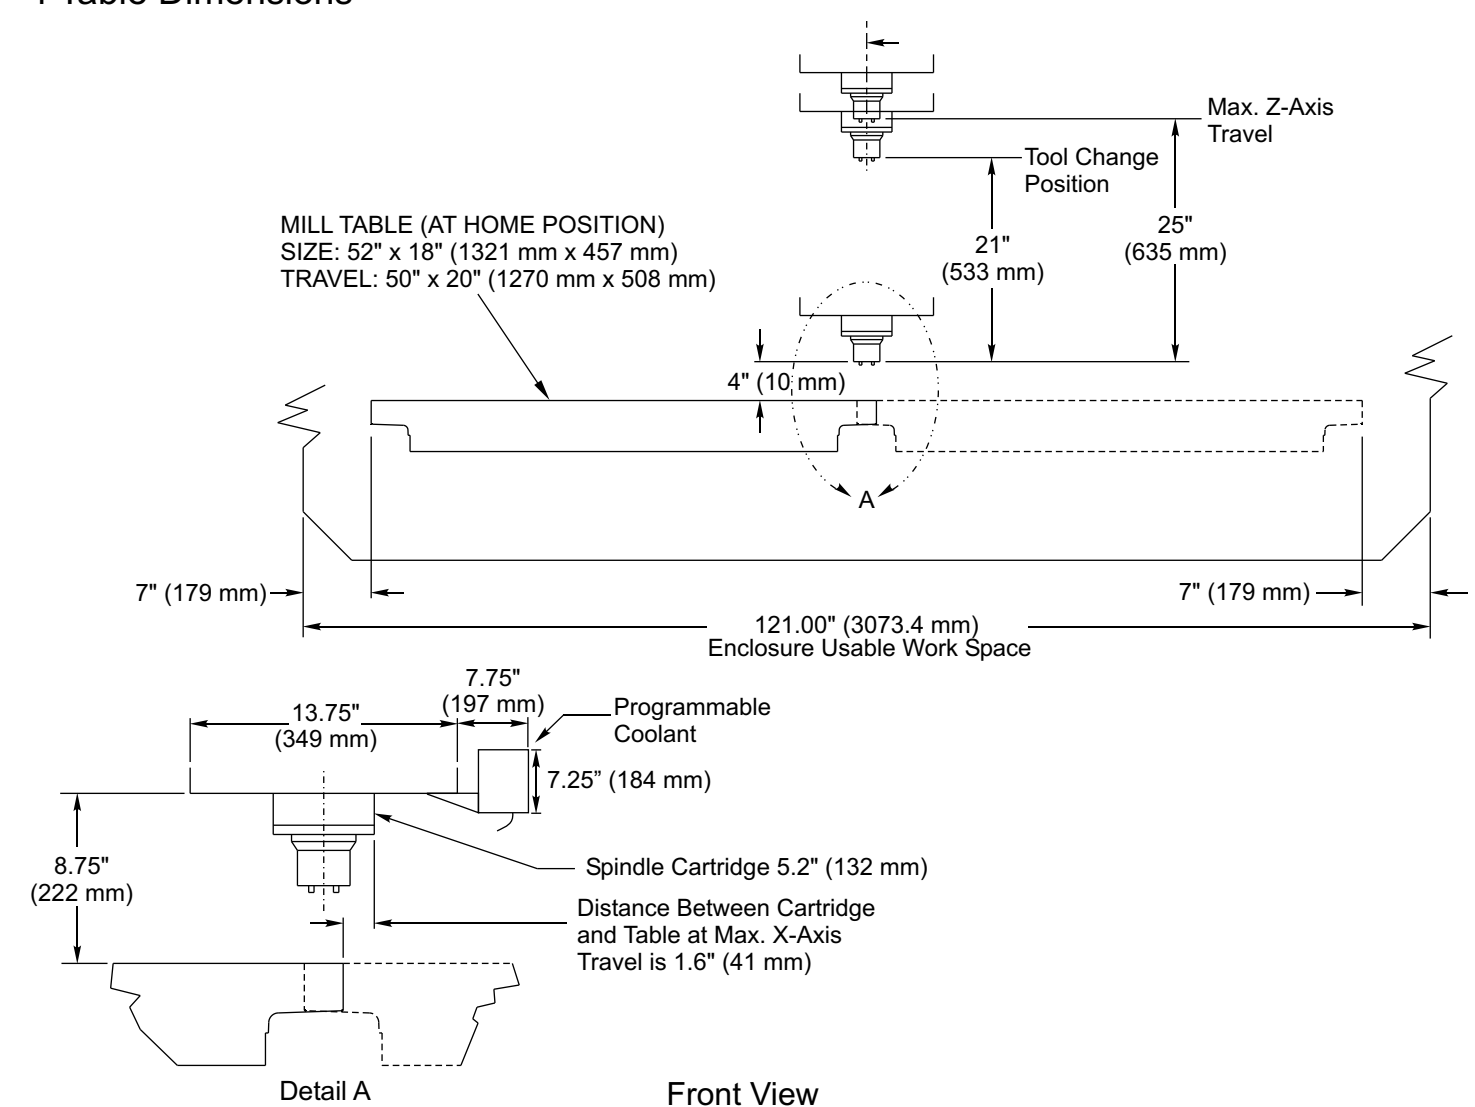 Table Dimensions
Max. Z-Axis
Travel
Tool Change
Position
25"
(635 mm)
21"
(533 mm)
MILL TABLE (AT HOME POSITION)
SIZE: 52" x 18" (1321 mm x 457 mm)
TRAVEL: 50" x 20" (1270 mm x 508 mm)
4" (10 mm)
A
7" (179 mm)
7" (179 mm)
121.00" (3073.4 mm)
Enclosure Usable Work Space
7.75"
(197 mm)
13.75"
(349 mm)
Programmable
Coolant
7.25” (184 mm)
8.75"
(222 mm)
Spindle Cartridge 5.2" (132 mm)
Distance Between Cartridge
and Table at Max. X-Axis
Travel is 1.6" (41 mm)
Detail A
Front View